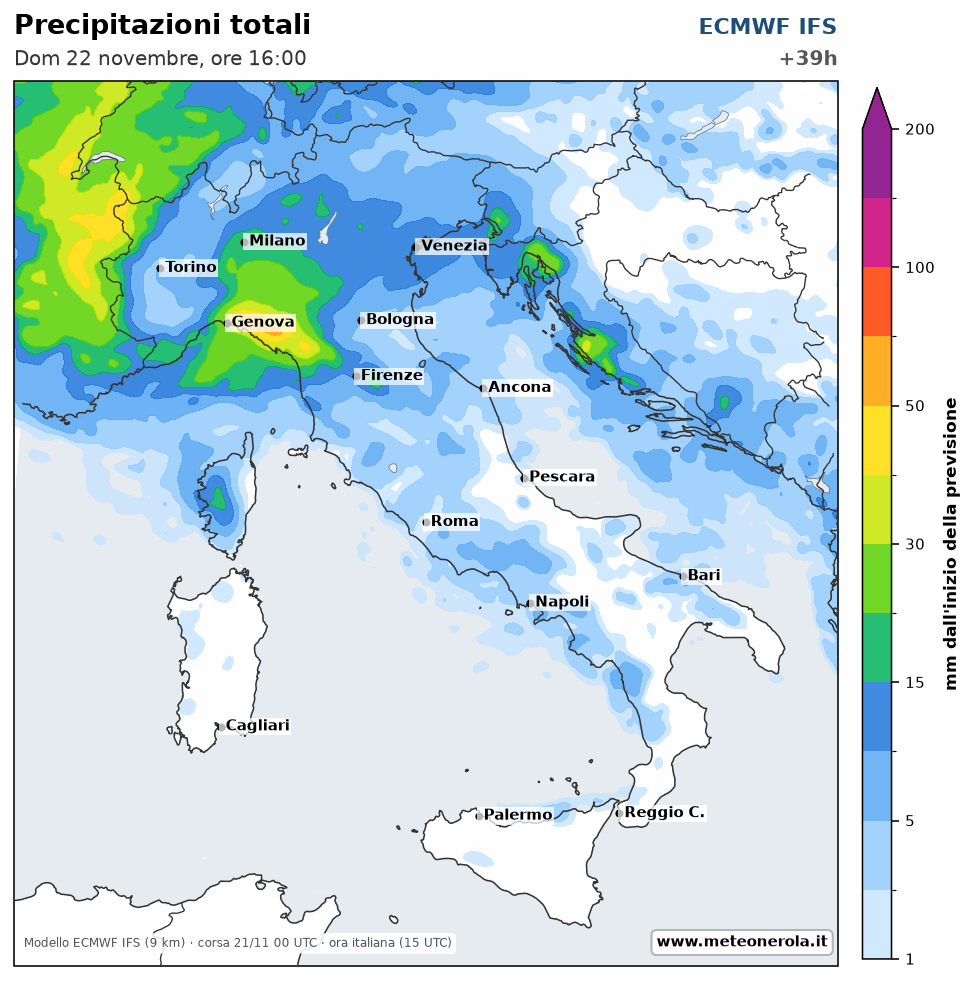 Precipitazioni totali
ECMWF IFS
Dom 22 novembre, ore 16:00
+39h
200
100
50
30
15
5
1
mm dall'inizio della previsione
Milano
Venezia
Torino
Genova
Bologna
Firenze
Ancona
Pescara
Roma
Bari
Napoli
Cagliari
Palermo
Reggio C.
Modello ECMWF IFS (9 km) · corsa 21/11 00 UTC · ora italiana (15 UTC)
www.meteonerola.it